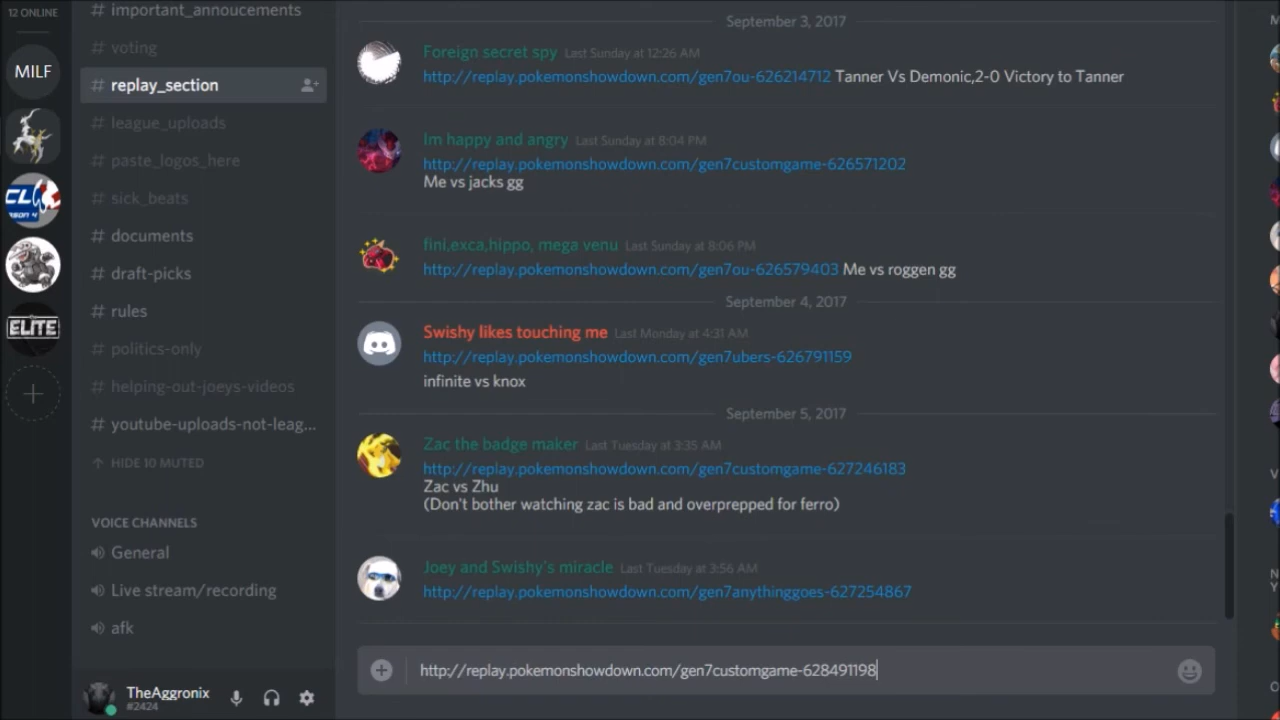 12 ONLINE
MILF
CL
SON 4
ELITE
# important_annoucements
# voting
# replay_section
# league_uploads
# paste_logos_here
# sick_beats
# documents
# draft-picks
# rules
# politics-only
# helping-out-joeys-videos
# youtube-uploads-not-leag...
HIDE 10 MUTED
VOICE CHANNELS
General
Live stream/recording
afk
TheAggronix
#2424
September 3, 2017
Foreign secret spy Last Sunday at 12:26 AM
http://replay.pokemonshowdown.com/gen7ou-626214712 Tanner Vs Demonic,2-0 Victory to Tanner
Im happy and angry Last Sunday at 8:04 PM
http://replay.pokemonshowdown.com/gen7customgame-626571202
Me vs jacks gg
fini,exca,hippo, mega venu Last Sunday at 8:06 PM
http://replay.pokemonshowdown.com/gen7ou-626579403 Me vs roggen gg
September 4, 2017
Swishy likes touching me Last Monday at 4:31 AM
http://replay.pokemonshowdown.com/gen7ubers-626791159
infinite vs knox
September 5, 2017
Zac the badge maker Last Tuesday at 3:35 AM
http://replay.pokemonshowdown.com/gen7customgame-627246183
Zac vs Zhu
(Don't bother watching zac is bad and overprepped for ferro)
Joey and Swishy's miracle Last Tuesday at 3:56 AM
http://replay.pokemonshowdown.com/gen7anythinggoes-627254867
http://replay.pokemonshowdown.com/gen7customgame-628491198